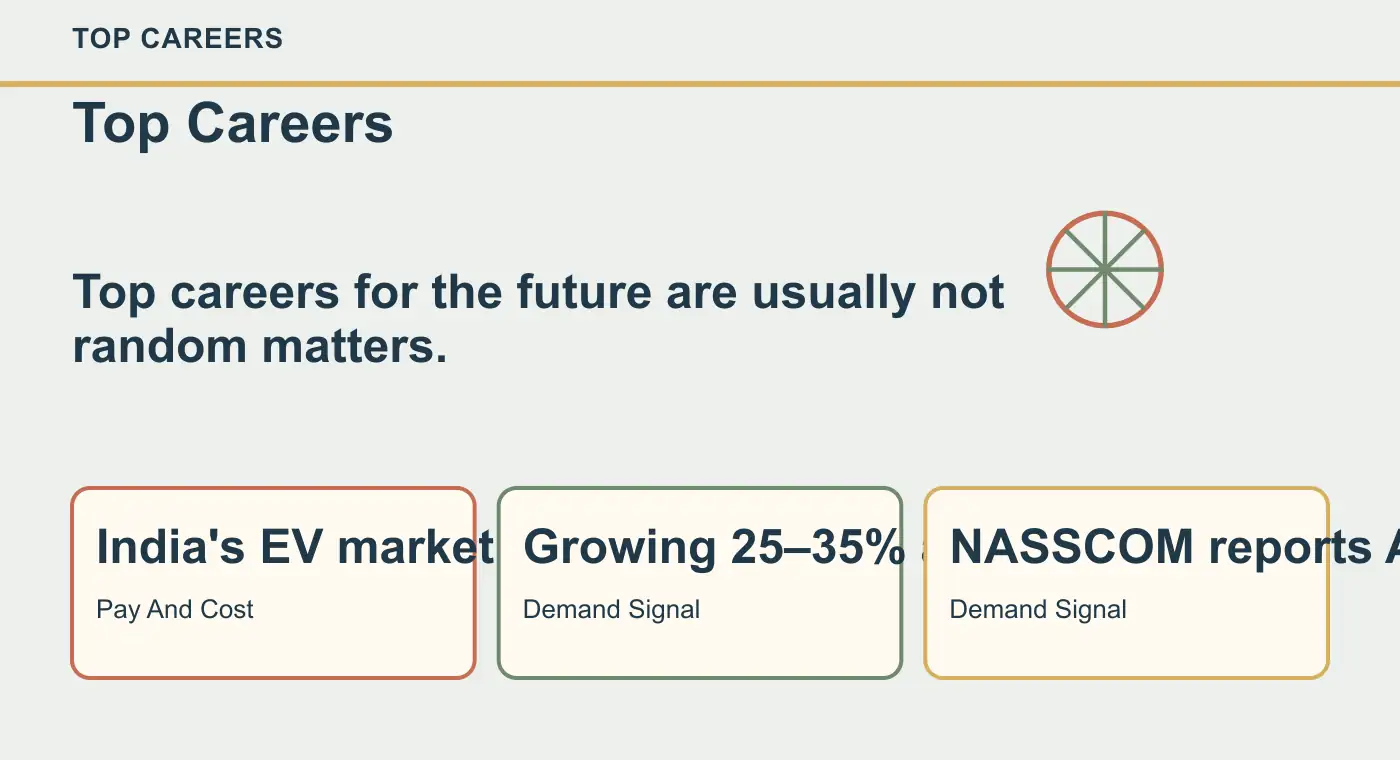 TOP CAREERS
Top Careers
Top careers for the future are usually not
random matters.
India's EV market
Pay And Cost
Growing 25–35%
Demand Signal
NASSCOM reports
Demand Signal